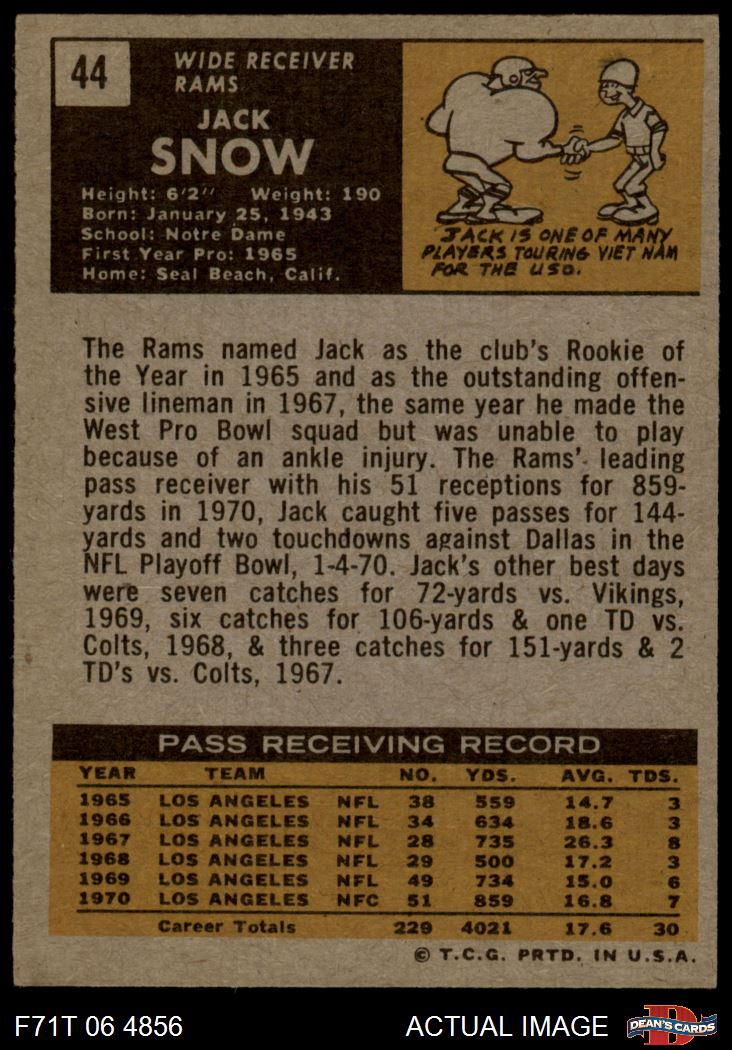 44
WIDE RECEIVER
RAMS
JACK
SNOW
Height: 6'2" Weight: 190
Born: January 25, 1943
School: Notre Dame
First Year Pro: 1965
Home: Seal Beach, Calif.
JACK IS ONE OF MANY
PLAYERS TOURING VIET NAM
FOR THE USO.
The Rams named Jack as the club's Rookie of
the Year in 1965 and as the outstanding offen-
sive lineman in 1967, the same year he made the
West Pro Bowl squad but was unable to play
because of an ankle injury. The Rams' leading
pass receiver with his 51 receptions for 859-
yards in 1970, Jack caught five passes for 144-
yards and two touchdowns against Dallas in the
NFL Playoff Bowl, 1-4-70. Jack's other best days
were seven catches for 72-yards vs. Vikings,
1969, six catches for 106-yards & one TD vs.
Colts, 1968, & three catches for 151-yards & 2
TD's vs. Colts, 1967.
PASS RECEIVING RECORD
YEAR TEAM NO. YDS. AVG. TDS.
1965 LOS ANGELES NFL 38 559 14.7 3
1966 LOS ANGELES NFL 34 634 18.6 3
1967 LOS ANGELES NFL 28 735 26.3 8
1968 LOS ANGELES NFL 29 500 17.2 3
1969 LOS ANGELES NFL 49 734 15.0 6
1970 LOS ANGELES NFC 51 859 16.8 7
Career Totals 229 4021 17.6 30
© T.C.G. PRTD. IN U.S.A.
F71T 06 4856 ACTUAL IMAGE D DEAN'S CARDS